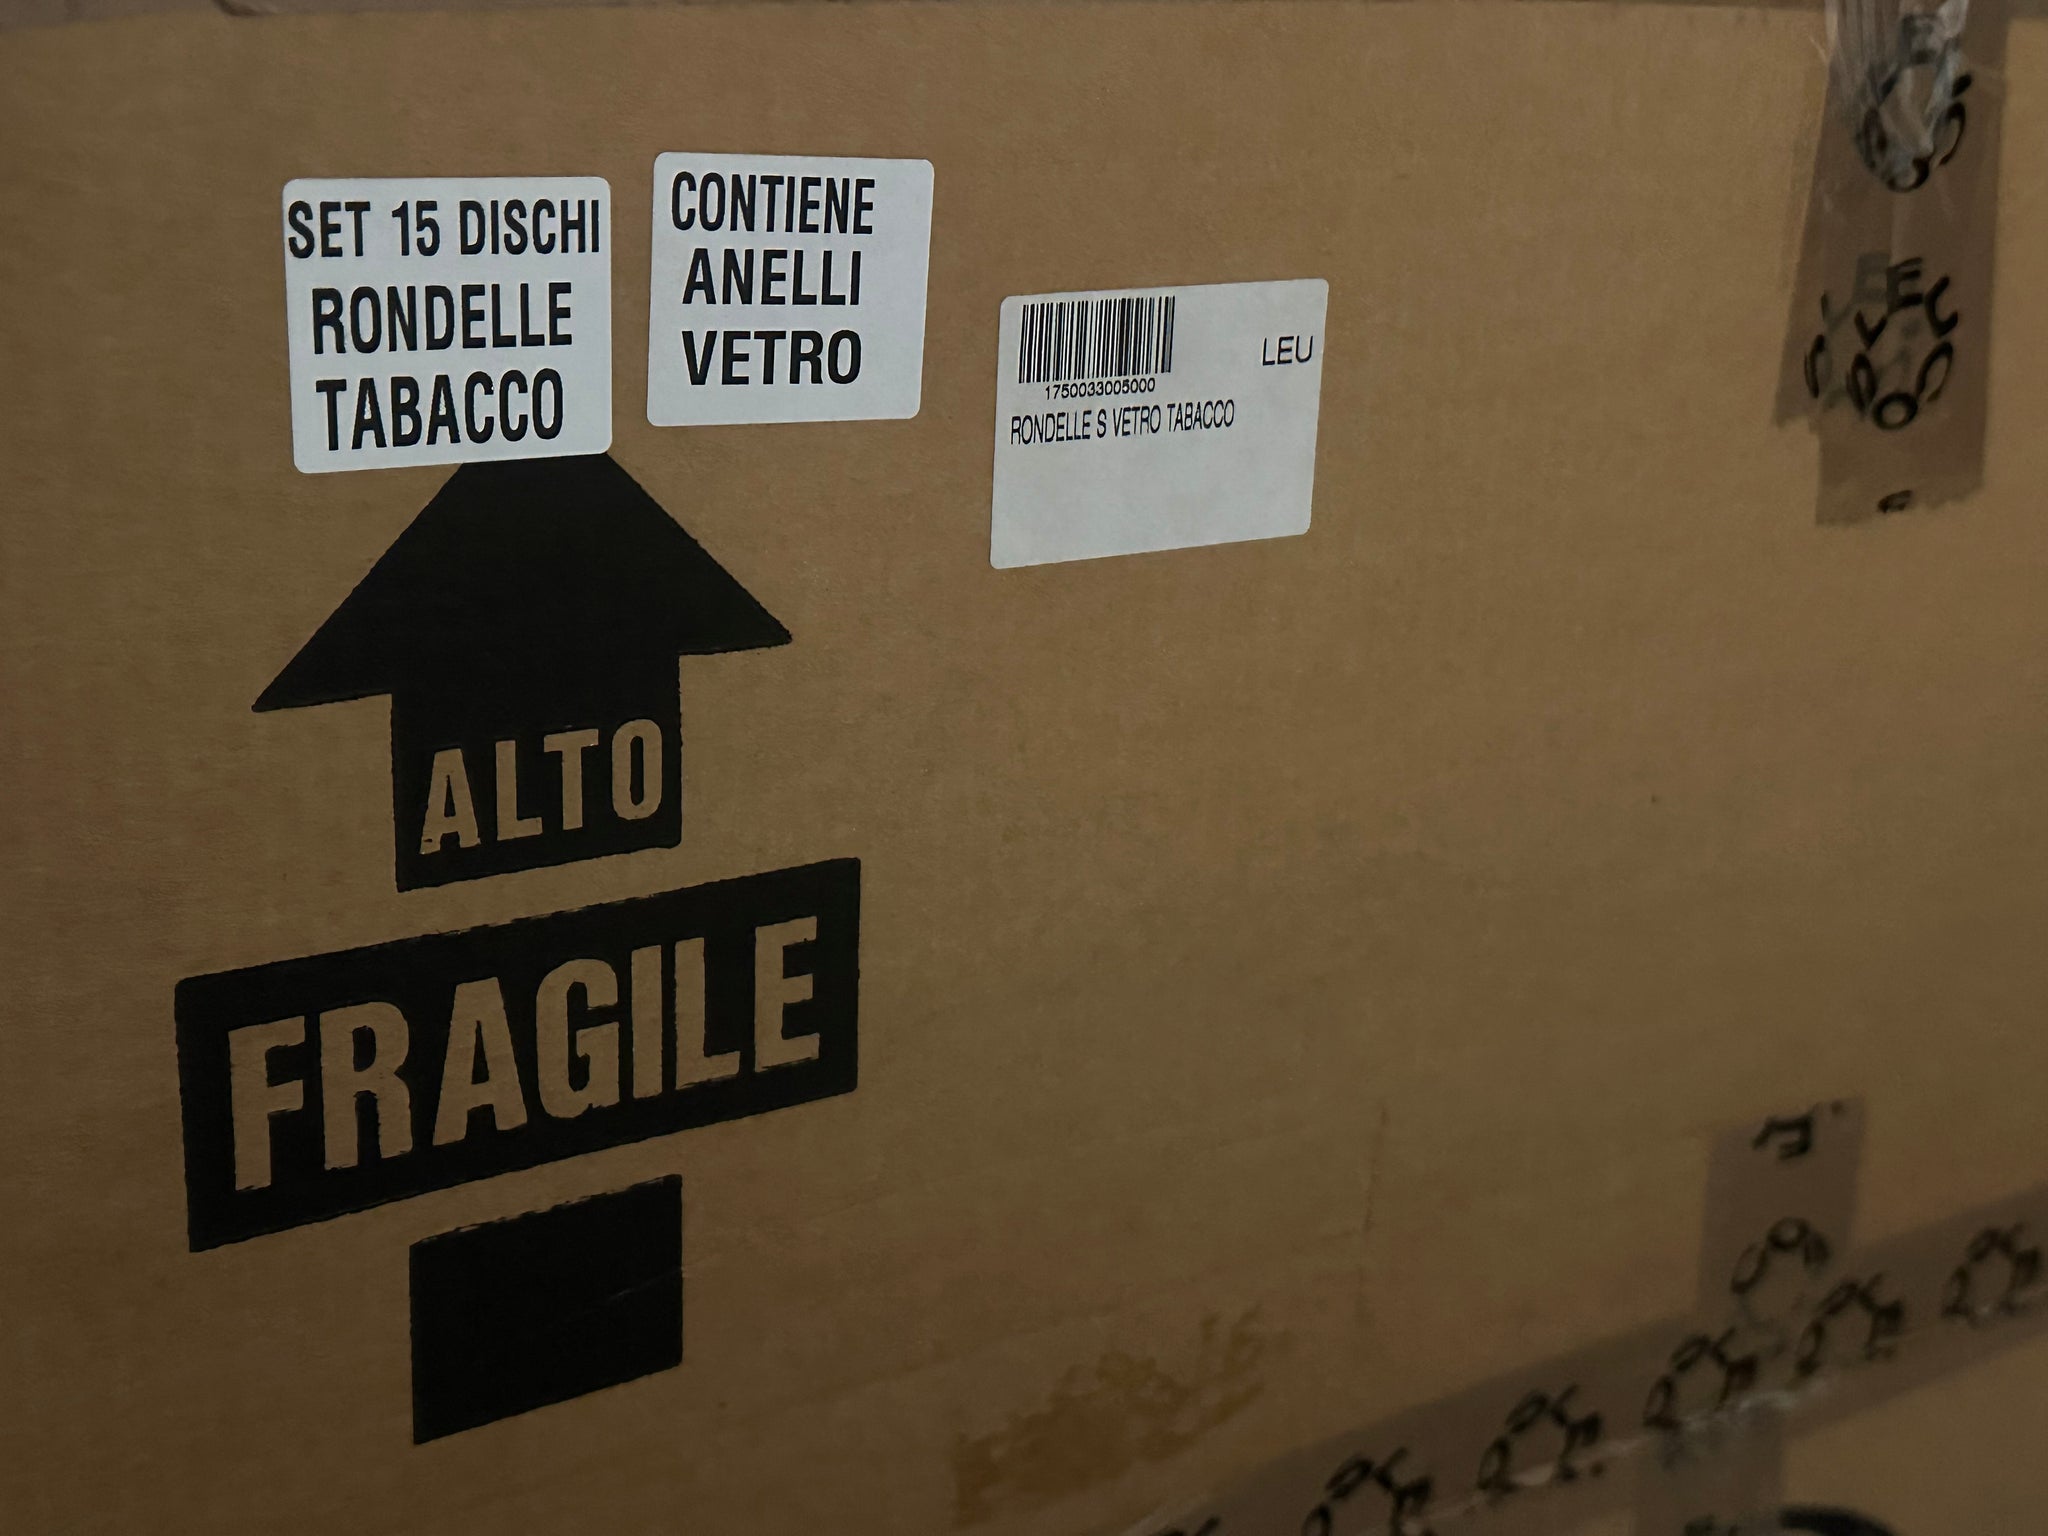 SET 15 DISCHI
RONDELLE
TABACCO
CONTIENE
ANELLI
VETRO
1750033005000
LEU
RONDELLE S VETRO TABACCO
ALTO
FRAGILE